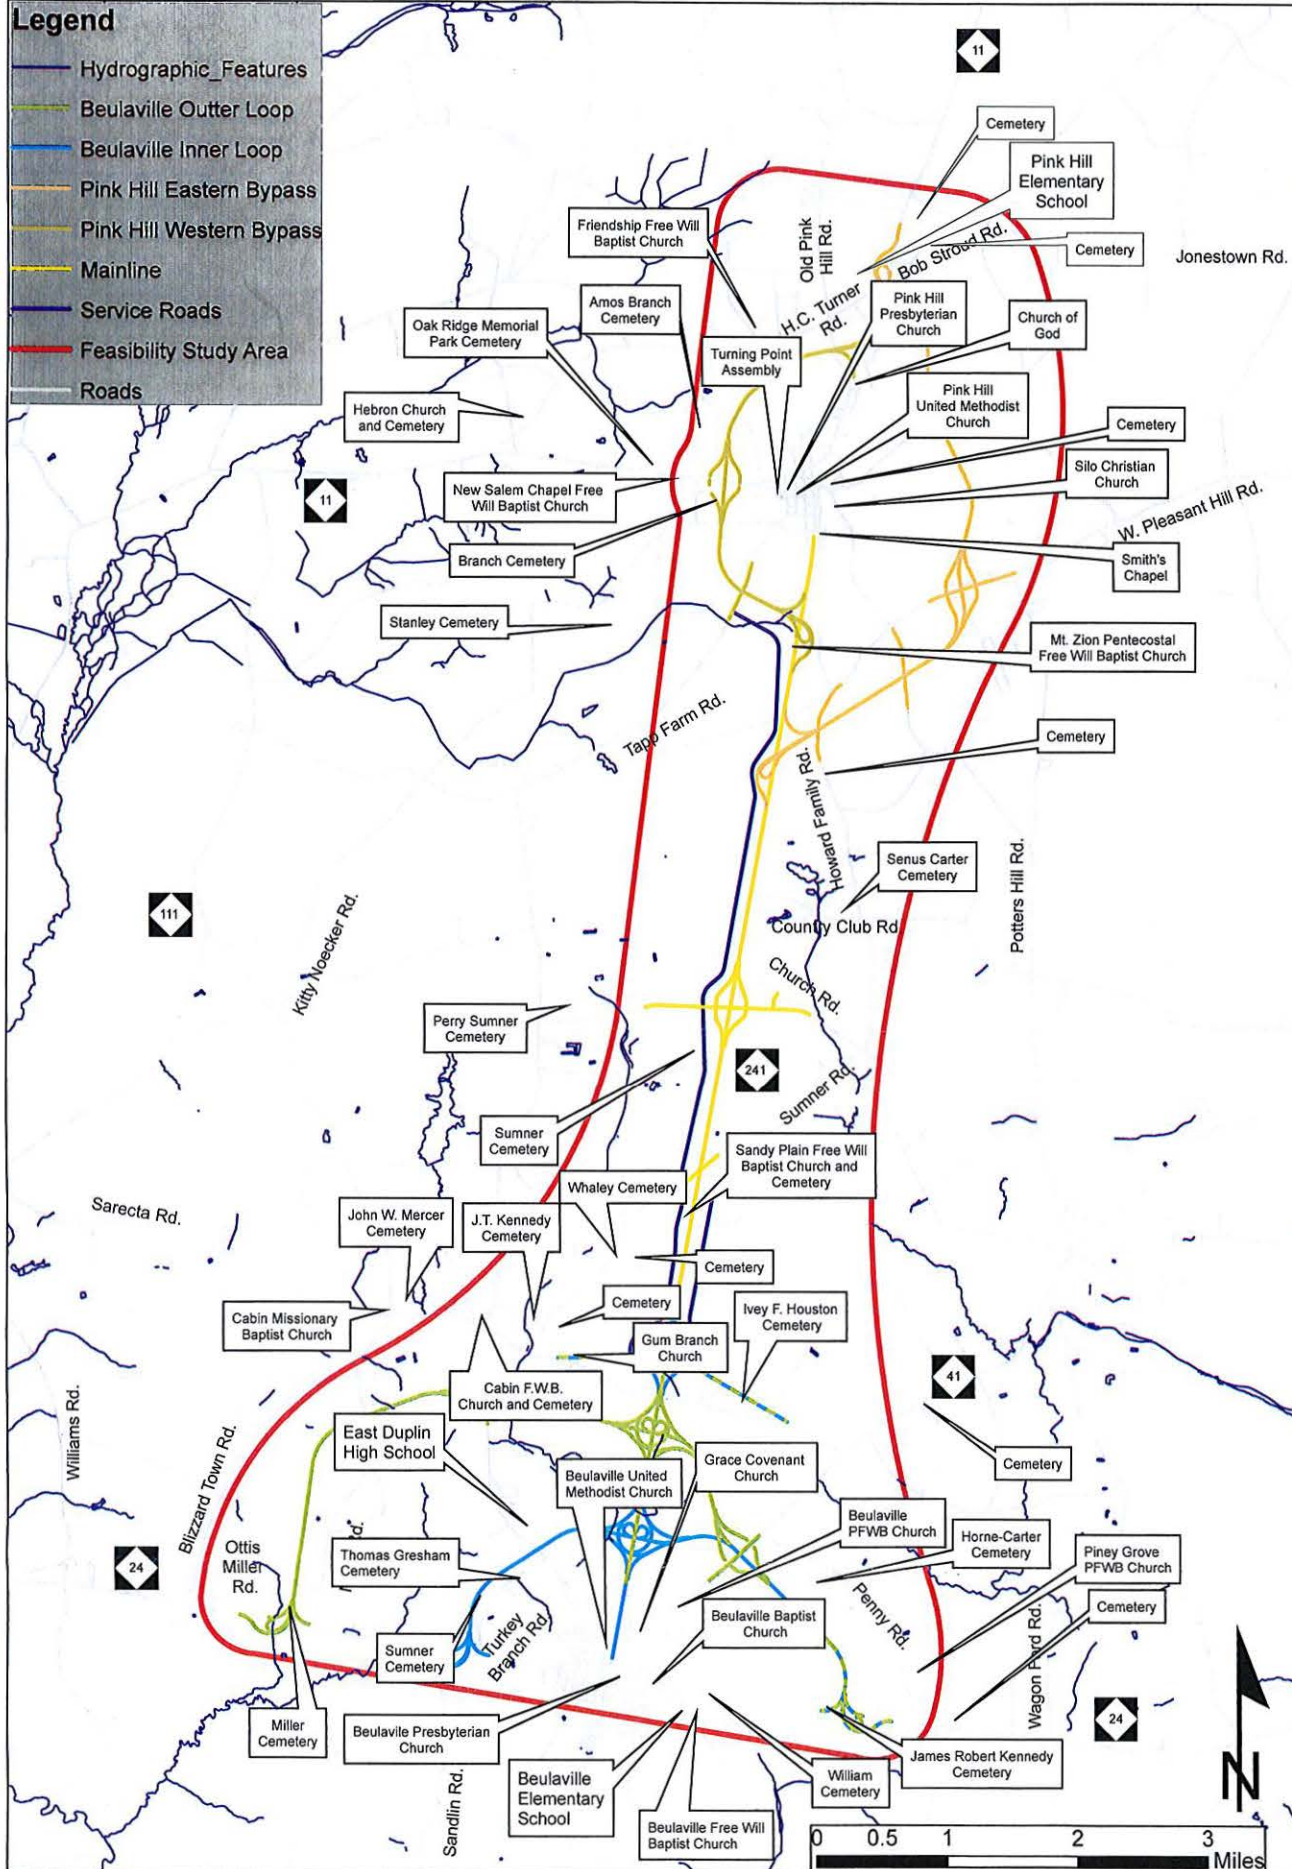 Legend
Hydrographic_Features
Beulaville Outter Loop
Beulaville Inner Loop
Pink Hill Eastern Bypass
Pink Hill Western Bypass
Mainline
Service Roads
Feasibility Study Area
Roads
11
Cemetery
Pink Hill
Elementary
School
Friendship Free Will
Baptist Church
Old Pink
Hill Rd.
Bob Stroud Rd.
Cemetery
Jonestown Rd.
Amos Branch
Cemetery
H.C. Turner
Rd.
Pink Hill
Presbyterian
Church
Church of
God
Oak Ridge Memorial
Park Cemetery
Turning Point
Assembly
Hebron Church
and Cemetery
Pink Hill
United Methodist
Church
Cemetery
11
New Salem Chapel Free
Will Baptist Church
Silo Christian
Church
W. Pleasant Hill Rd.
Branch Cemetery
Smith's
Chapel
Stanley Cemetery
Mt. Zion Pentecostal
Free Will Baptist Church
Tapp Farm Rd.
Cemetery
Howard Family Rd.
Senus Carter
Cemetery
Potters Hill Rd.
111
Kitty Noecker Rd.
Country Club Rd.
Church Rd.
Perry Sumner
Cemetery
241
Sumner Rd.
Sumner
Cemetery
Sandy Plain Free Will
Baptist Church and
Cemetery
Whaley Cemetery
Sarecta Rd.
John W. Mercer
Cemetery
J.T. Kennedy
Cemetery
Cemetery
Cemetery
Ivey F. Houston
Cemetery
Cabin Missionary
Baptist Church
Gum Branch
Church
41
Cabin F.W.B.
Church and Cemetery
Williams Rd.
Blizzard Town Rd.
East Duplin
High School
Grace Covenant
Church
Cemetery
Beulaville United
Methodist Church
Beulaville
PFWB Church
Horne-Carter
Cemetery
24
Ottis
Miller
Rd.
d.
Thomas Gresham
Cemetery
Piney Grove
PFWB Church
Cemetery
Penny Rd.
Beulaville Baptist
Church
Turkey
Branch Rd.
Sumner
Cemetery
Wagon Ford Rd.
24
Miller
Cemetery
Beulavile Presbyterian
Church
James Robert Kennedy
Cemetery
William
Cemetery
Sandlin Rd.
Beulaville
Elementary
School
Beulaville Free Will
Baptist Church
N
0 0.5 1 2 3
Miles